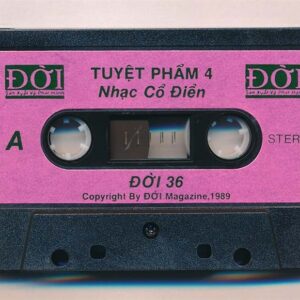 ĐỜI
TUYỆT PHẨM 4
ĐỜI
Nhạc Cổ Điển
A
STER
ĐỜI 36
Copyright By ĐỜI Magazine,1989